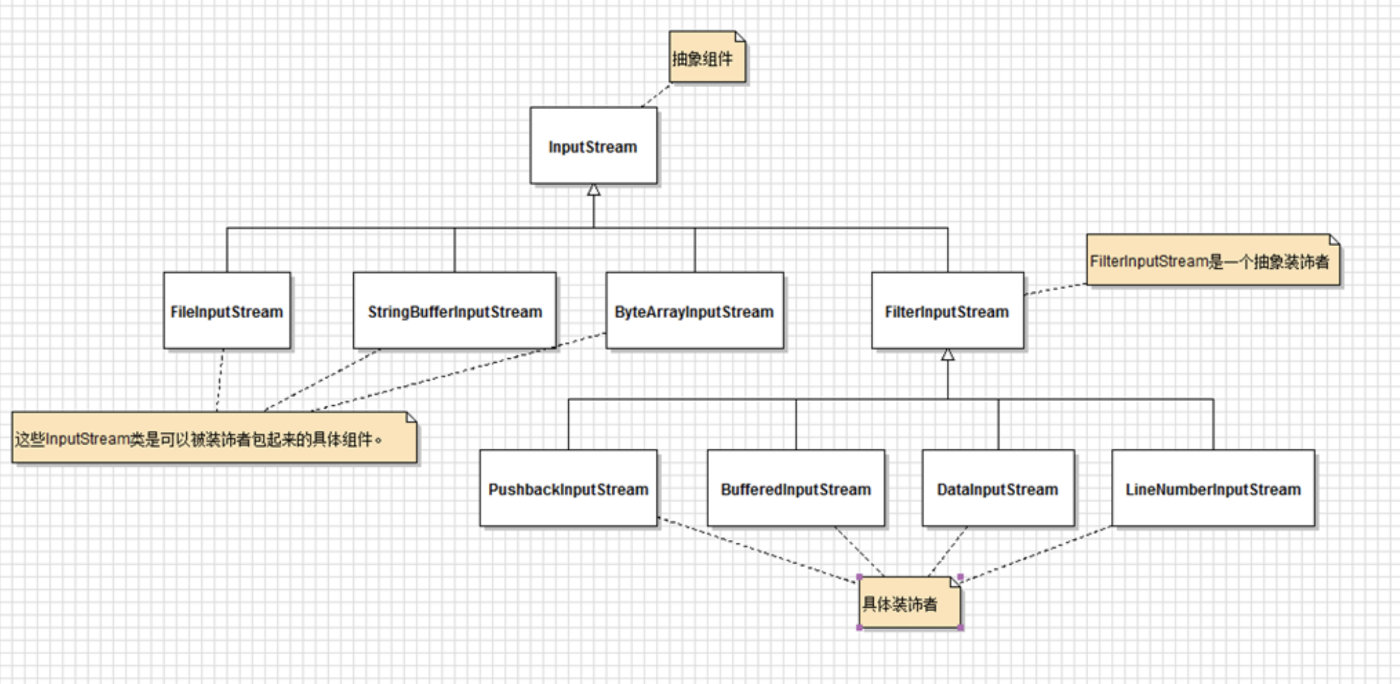 抽象组件
InputStream
FilterInputStream是一个抽象装饰者
FileInputStream
StringBufferInputStream
ByteArrayInputStream
FilterInputStream
这些InputStream类是可以被装饰者包起来的具体组件。
PushbackInputStream
BufferedInputStream
DataInputStream
LineNumberInputStream
具体装饰者